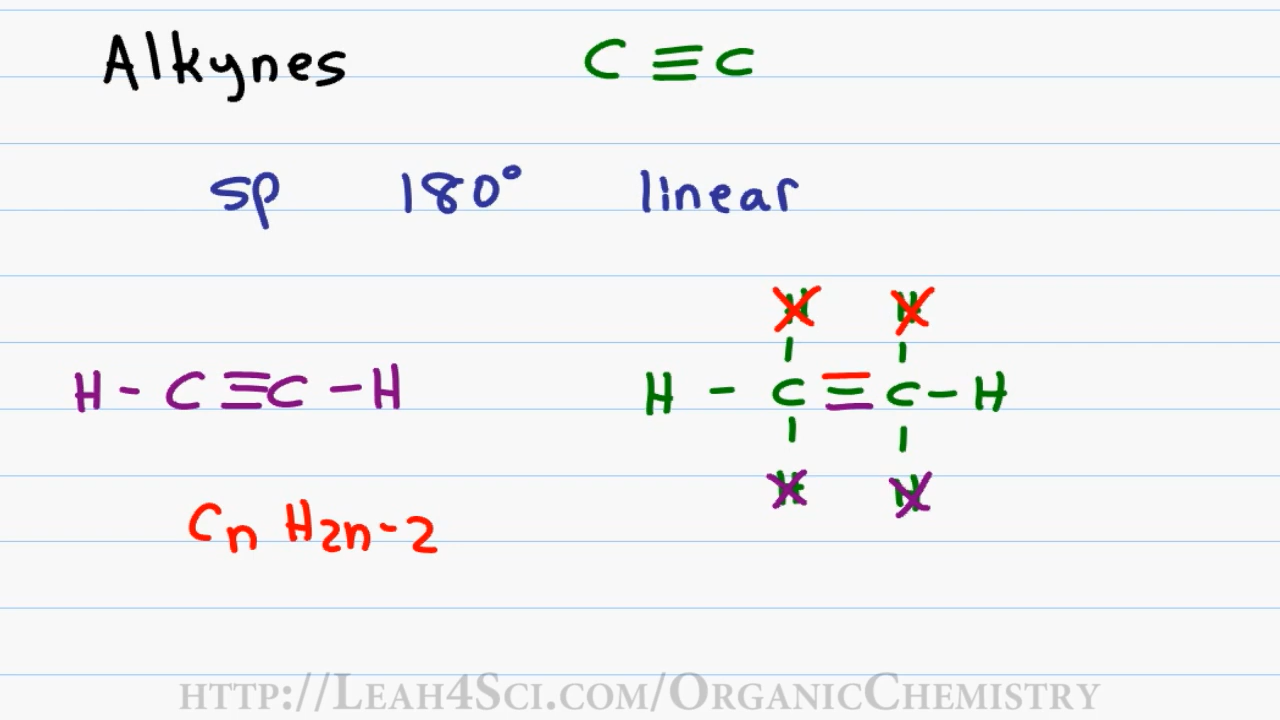 Alkynes C≡C
sp 180° linear
H H
H - C≡C - H H - C≡C - H
H H
CnH2n-2
HTTP://LEAH4SCI.COM/ORGANICCHEMISTRY